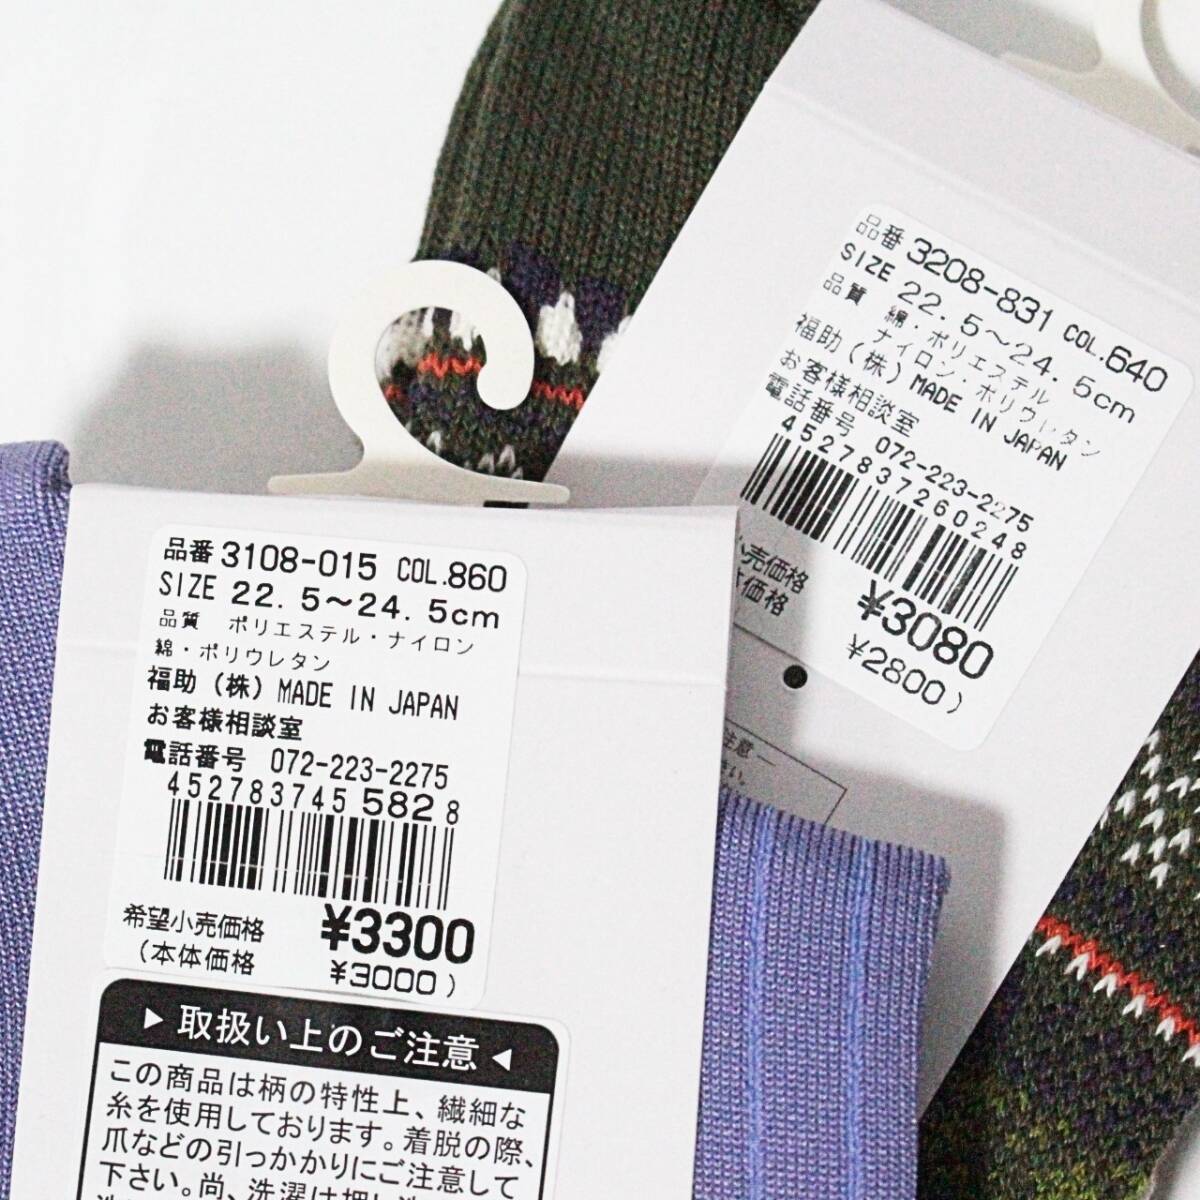 品番 3208-831 COL.640
SIZE 22.5～24.5cm
品質 綿・ポリエステル
ナイロン・ポリウレタン
福助(株) MADE IN JAPAN
お客様相談室
電話番号 072-223-2275
4527837260248
小売価格 ¥3080
価格 ¥2800)
注意
品番 3108-015 COL.860
SIZE 22.5～24.5cm
品質 ポリエステル・ナイロン
綿・ポリウレタン
福助(株) MADE IN JAPAN
お客様相談室
電話番号 072-223-2275
4527837455828
希望小売価格 ¥3300
(本体価格 ¥3000)
▶ 取扱い上のご注意 ◀
この商品は柄の特性上、繊細な
糸を使用しております。着脱の際、
爪などの引っかかりにご注意して
下さい。尚、洗濯は押し洗